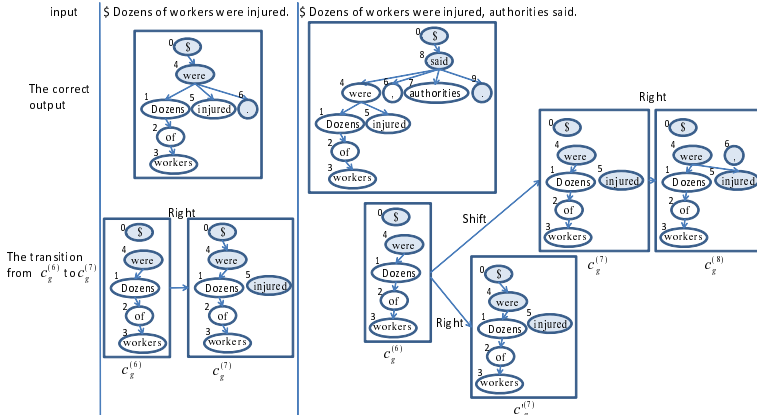 input
$ Dozens of workers were injured.
$ Dozens of workers were injured, authorities said.
The correct
output
0 $
4 were
1 Dozens
5 injured
6 .
2 of
3 workers
0 $
8 said
4 were
6 ,
7 authorities
9 .
1 Dozens
5 injured
2 of
3 workers
The transition
from c_g^(6) to c_g^(7)
Right
0 $
4 were
1 Dozens
2 of
3 workers
c_g^(6)
0 $
4 were
1 Dozens
5 injured
2 of
3 workers
c_g^(7)
0 $
4 were
1 Dozens
2 of
3 workers
c_g^(6)
Shift
Right
0 $
4 were
1 Dozens
5 injured
2 of
3 workers
c_g^(7)
Right
0 $
4 were
6 ,
1 Dozens
5 injured
2 of
3 workers
c_g^(8)
0 $
4 were
1 Dozens
5 injured
2 of
3 workers
c'_g^(7)